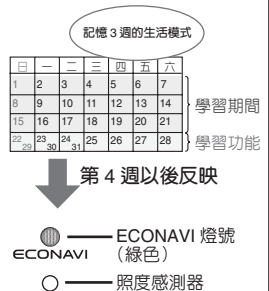 記憶3週的生活模式
日 一 二 三 四 五 六
1 2 3 4 5 6 7
8 9 10 11 12 13 14
15 16 17 18 19 20 21
22 29 23 30 24 31 25 26 27 28
學習期間
學習功能
第4週以後反映
ECONAVI
ECONAVI 燈號
（綠色）
照度感測器